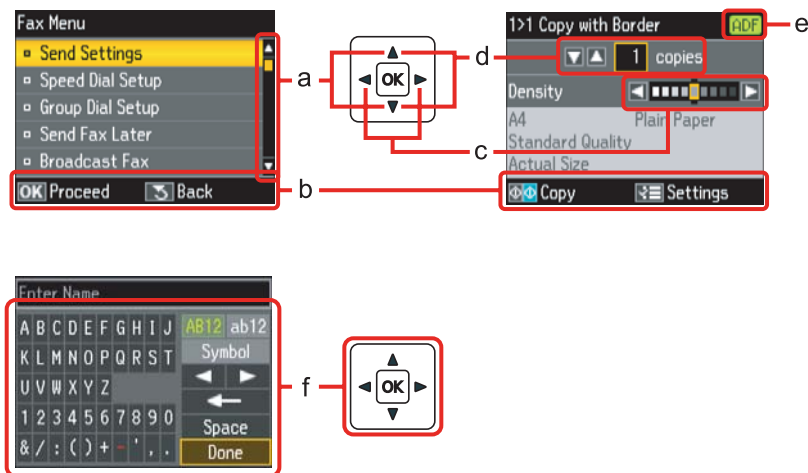 Fax Menu
Send Settings
Speed Dial Setup
Group Dial Setup
Send Fax Later
Broadcast Fax
OK Proceed Back
a
b
OK
d
c
1>1 Copy with Border ADF
e
1 copies
Density
A4 Plain Paper
Standard Quality
Actual Size
Copy Settings
Enter Name
A B C D E F G H I J AB12 ab12
K L M N O P Q R S T Symbol
U V W X Y Z
1 2 3 4 5 6 7 8 9 0 Space
& / : ( ) + - ' , . Done
f
OK